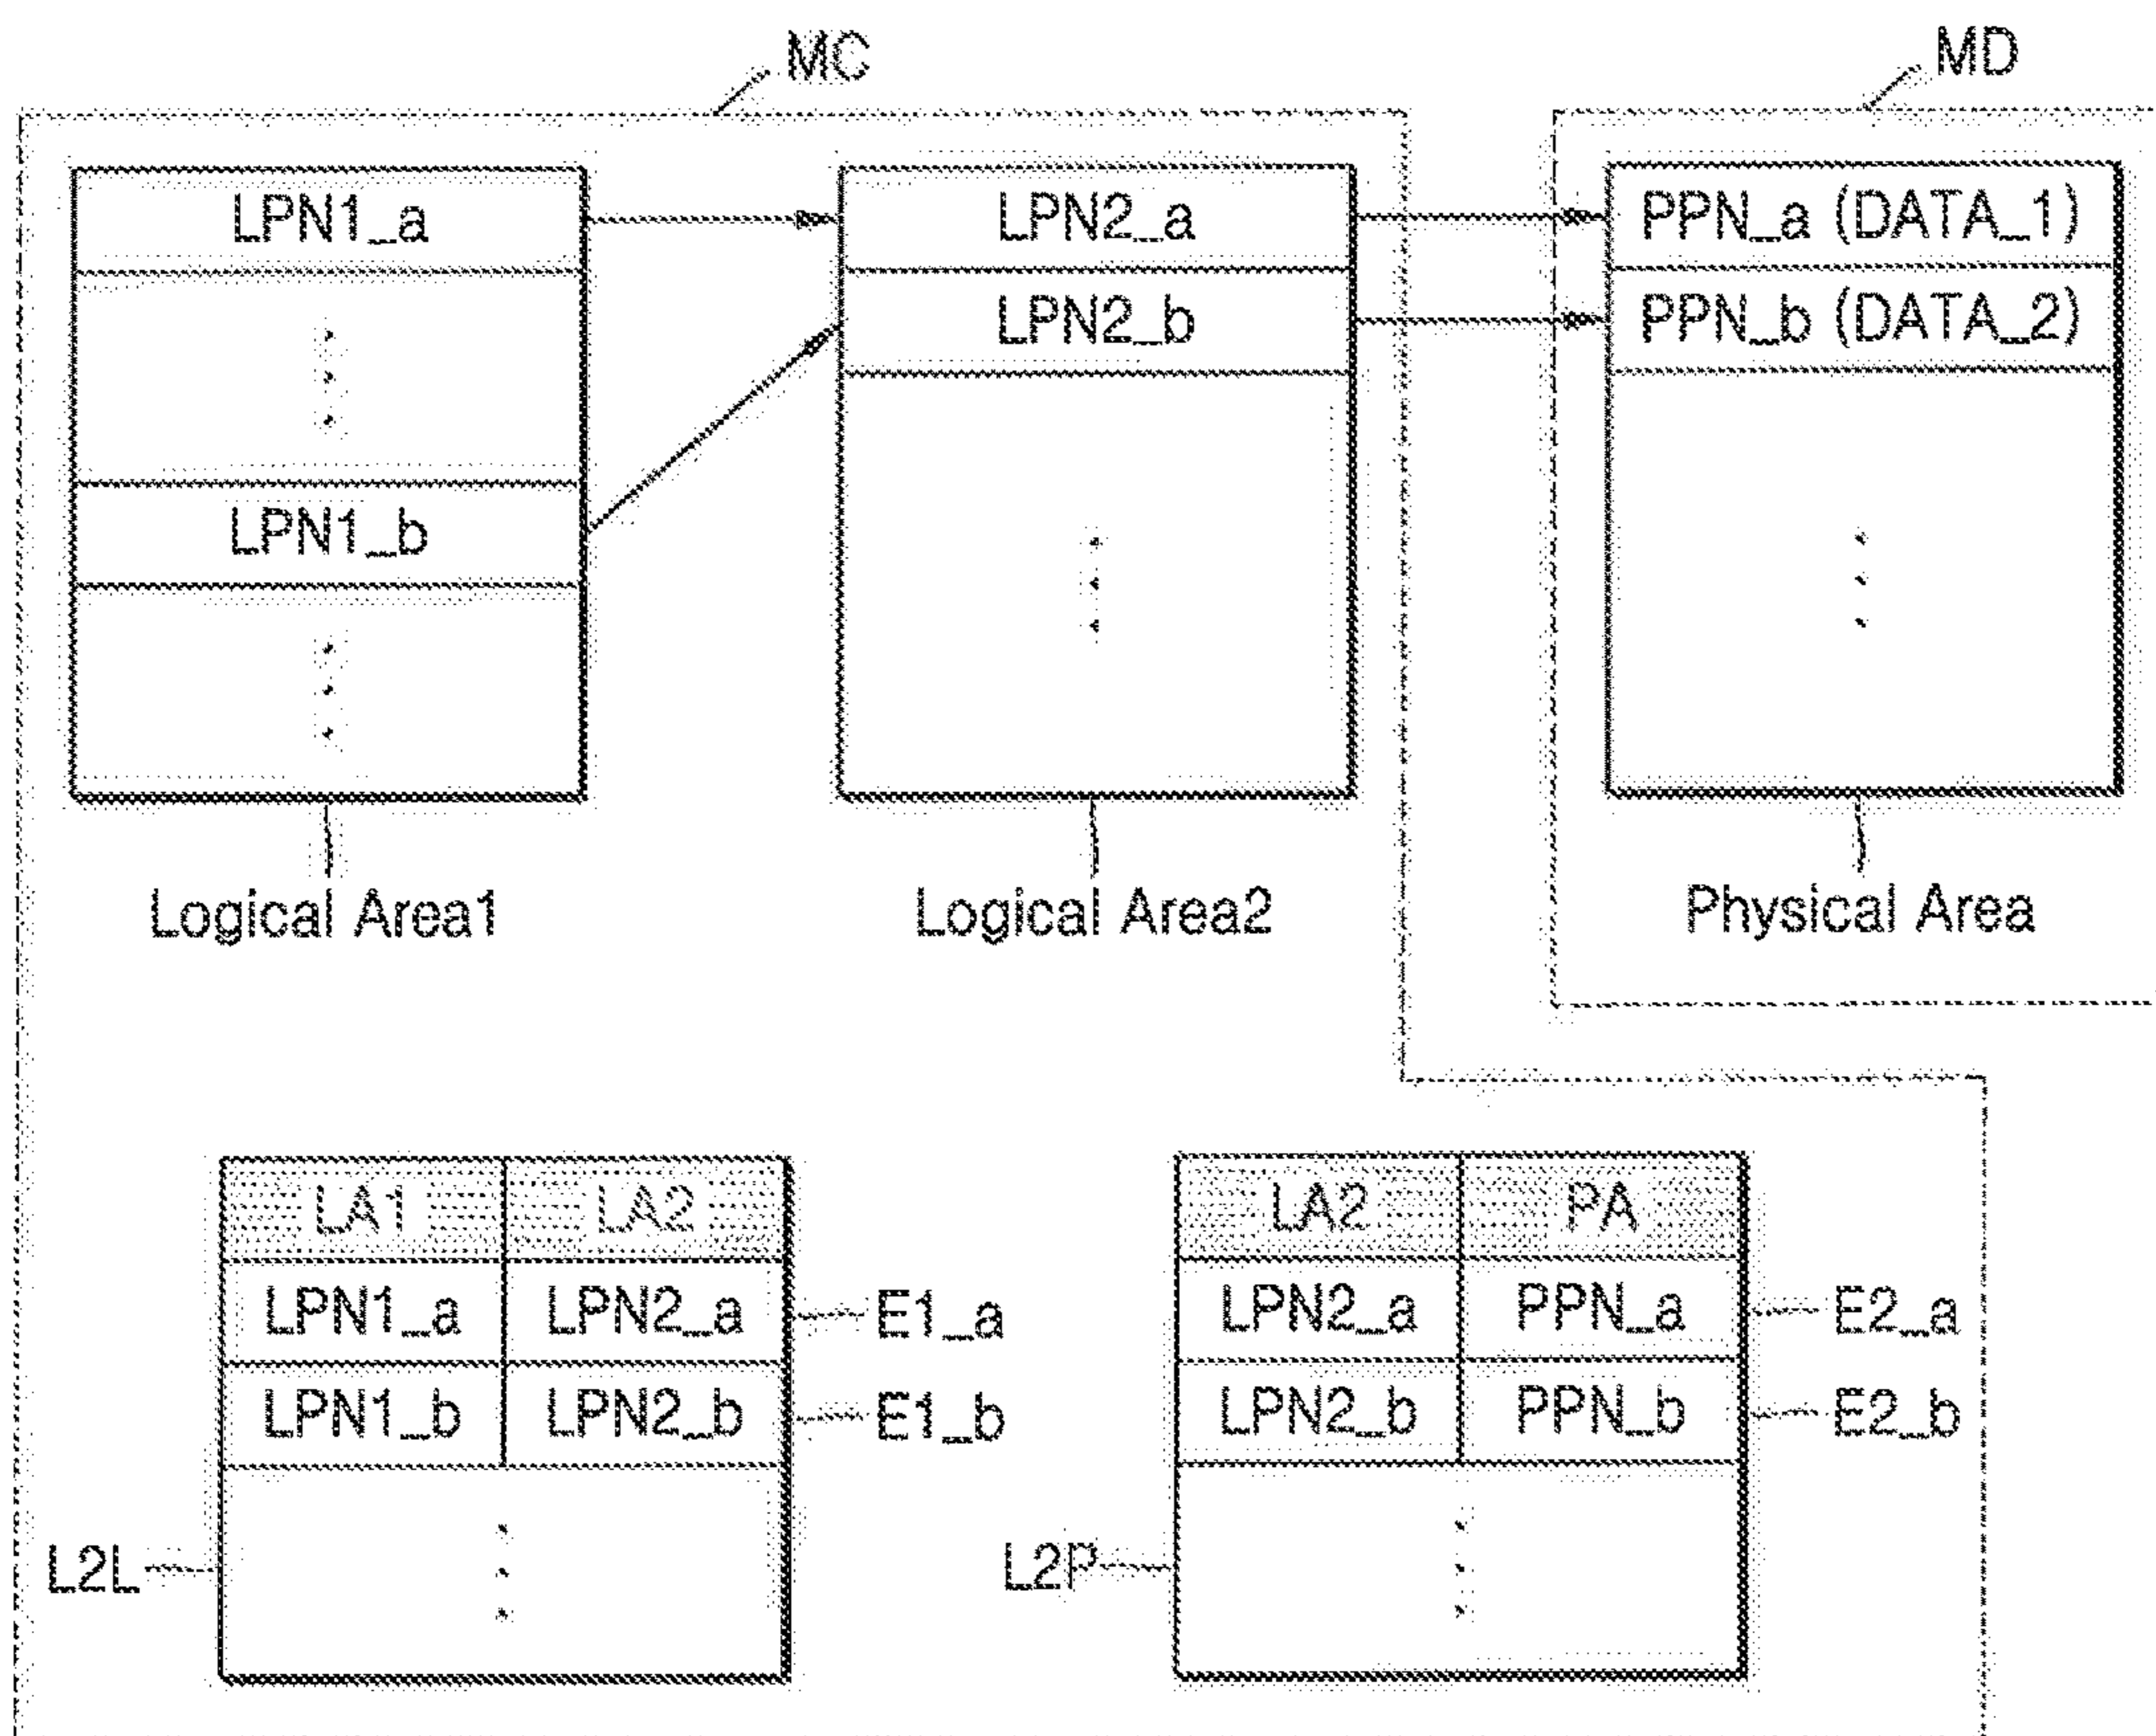 MC MD
LPN1_a LPN2_a PPN_a (DATA_1)
LPN2_b PPN_b (DATA_2)
LPN1_b
Logical Area1 Logical Area2 Physical Area
LA1 LA2 LA2 PA
LPN1_a LPN2_a E1_a LPN2_a PPN_a E2_a
LPN1_b LPN2_b E1_b LPN2_b PPN_b E2_b
L2L L2P